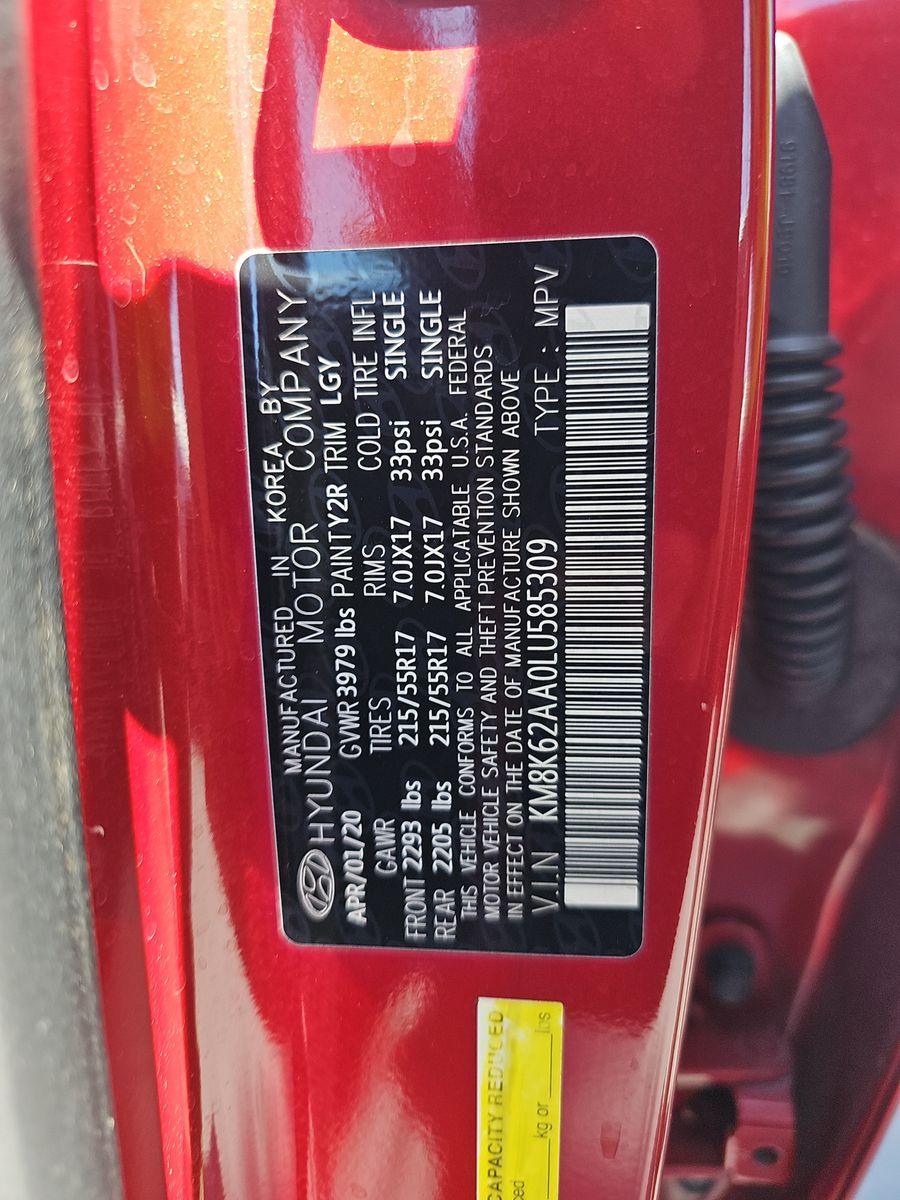 MANUFACTURED IN KOREA BY
HYUNDAI MOTOR COMPANY
APR/01/20 GVWR 3979 lbs PAINT Y2R TRIM LGY
GAWR TIRES RIMS COLD TIRE INFL
FRONT 2293 lbs 215/55R17 7.0JX17 33psi SINGLE
REAR 2205 lbs 215/55R17 7.0JX17 33psi SINGLE
THIS VEHICLE CONFORMS TO ALL APPLICATABLE U.S.A. FEDERAL
MOTOR VEHICLE SAFETY AND THEFT PREVENTION STANDARDS
IN EFFECT ON THE DATE OF MANUFACTURE SHOWN ABOVE
VIN KM8K62AA0LU585309 TYPE : MPV
CAPACITY REDUCED
kg or lbs